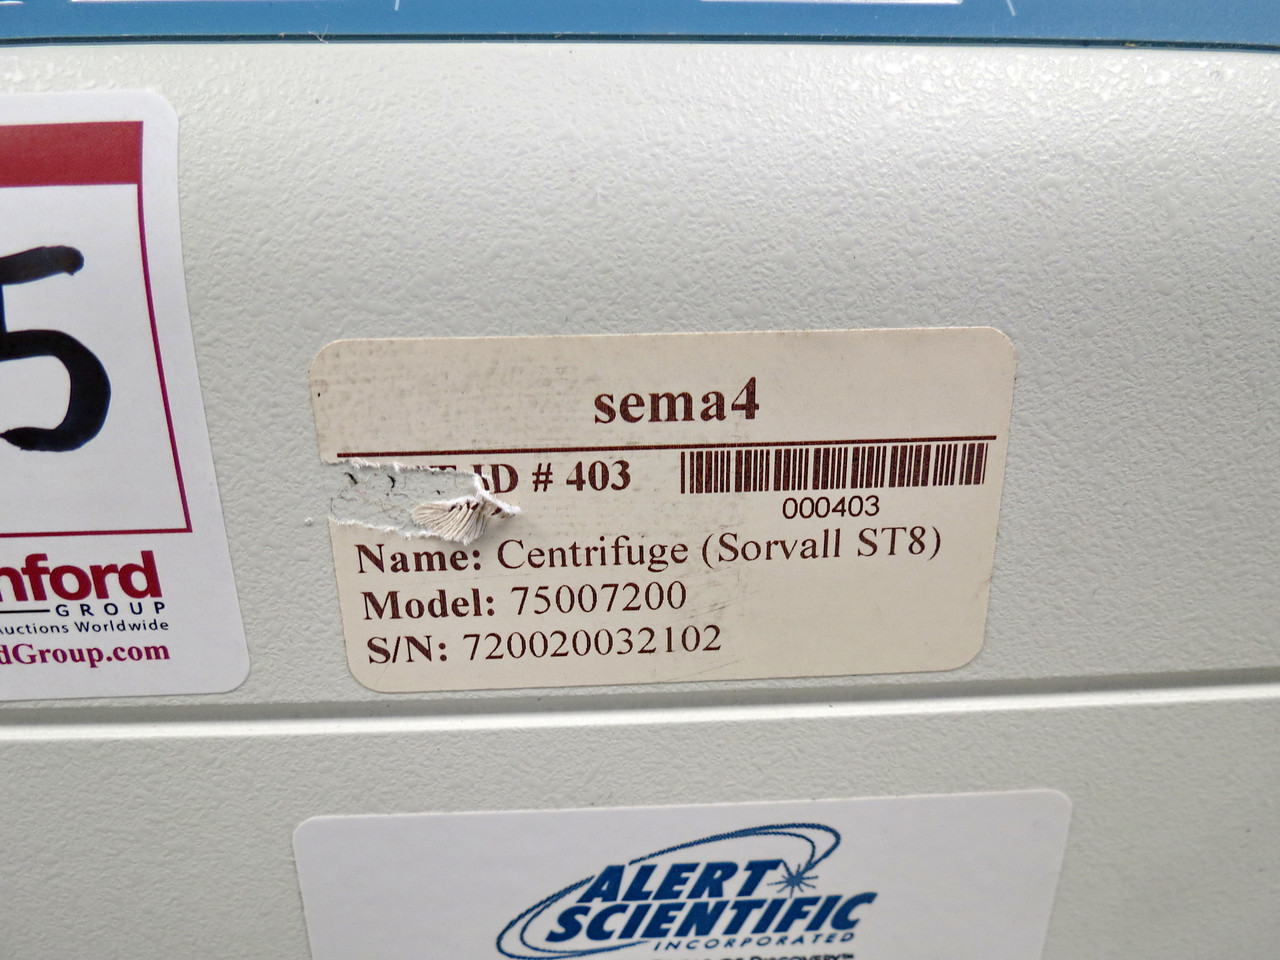 5
nford
GROUP
Auctions Worldwide
dGroup.com
sema4
ID # 403
000403
Name: Centrifuge (Sorvall ST8)
Model: 75007200
S/N: 720020032102
ALERT
SCIENTIFIC
INCORPORATED